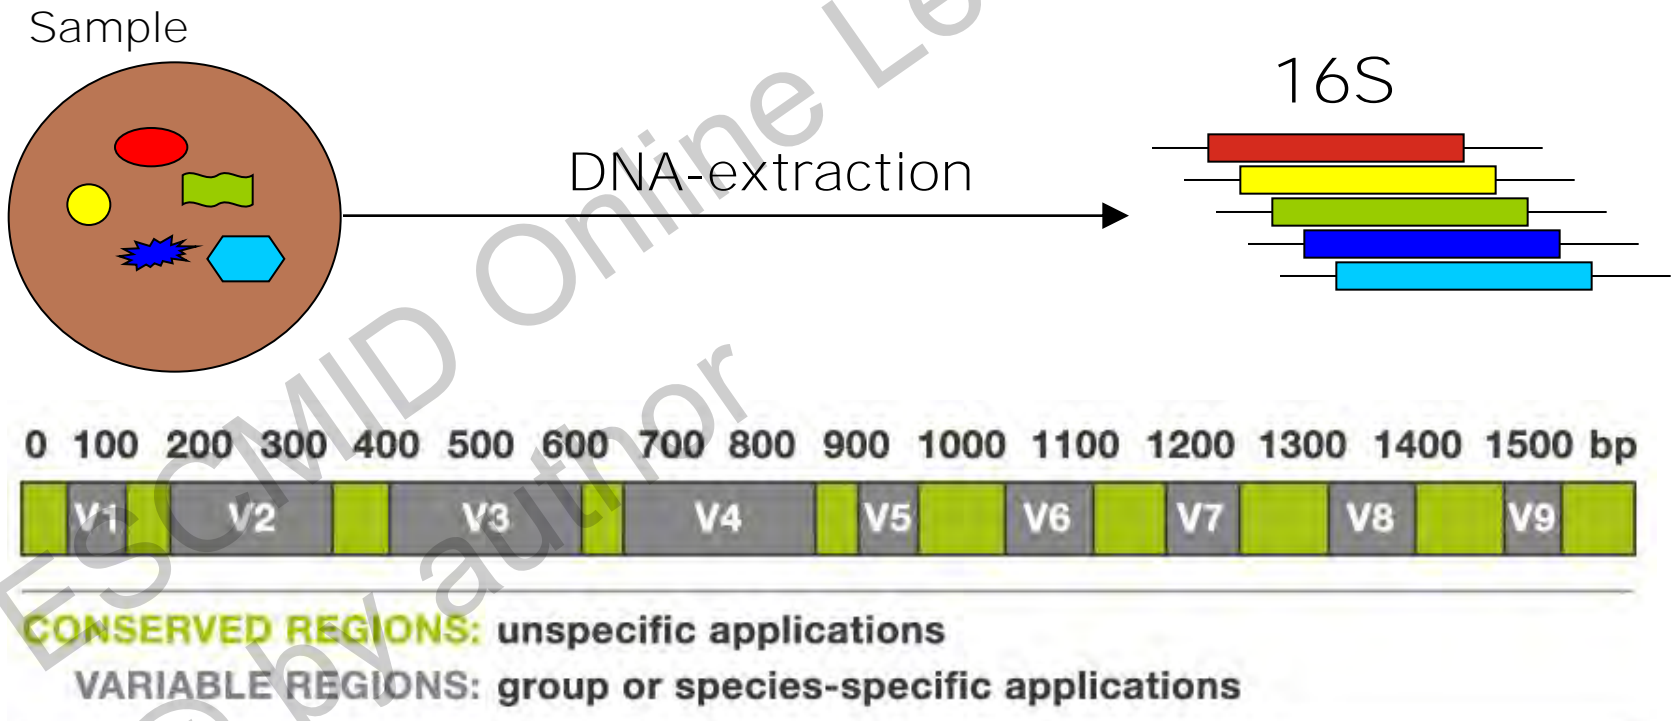 Sample
16S
DNA-extraction
0 100 200 300 400 500 600 700 800 900 1000 1100 1200 1300 1400 1500 bp
V1 V2 V3 V4 V5 V6 V7 V8 V9
CONSERVED REGIONS: unspecific applications
VARIABLE REGIONS: group or species-specific applications
ESCMID Online Le
@ by author